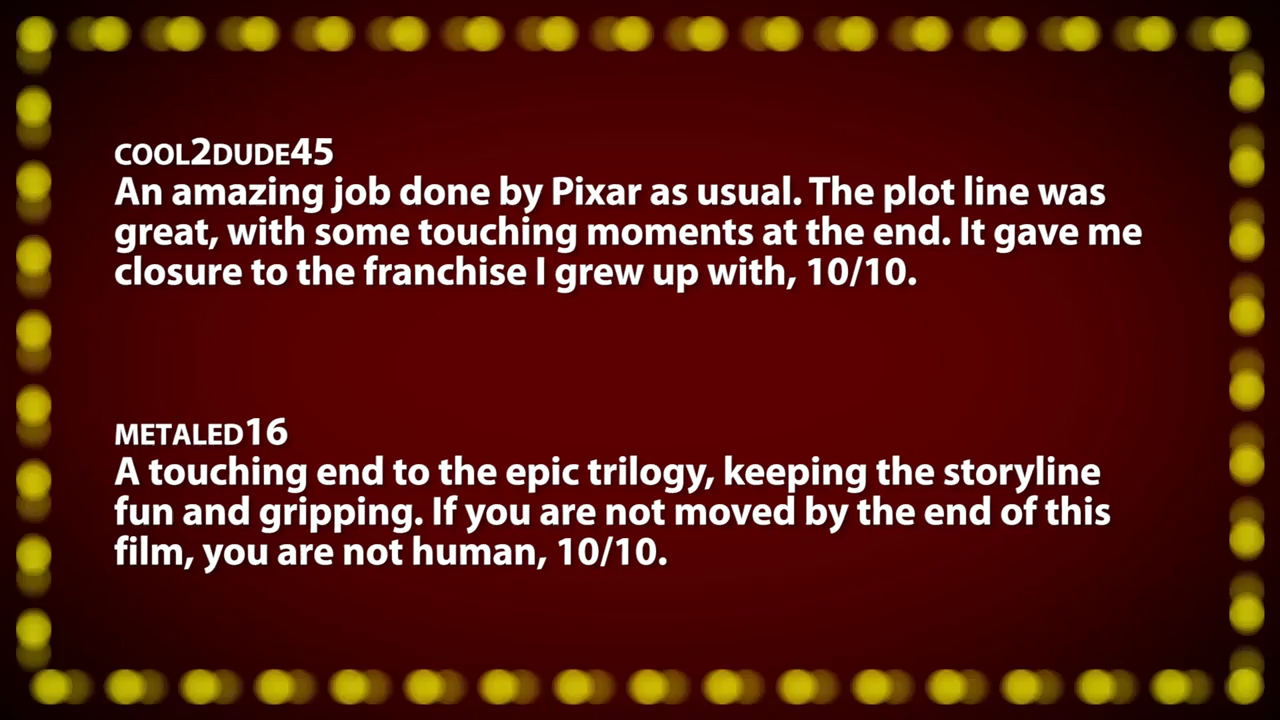 COOL2DUDE45
An amazing job done by Pixar as usual. The plot line was
great, with some touching moments at the end. It gave me
closure to the franchise I grew up with, 10/10.
METALED16
A touching end to the epic trilogy, keeping the storyline
fun and gripping. If you are not moved by the end of this
film, you are not human, 10/10.